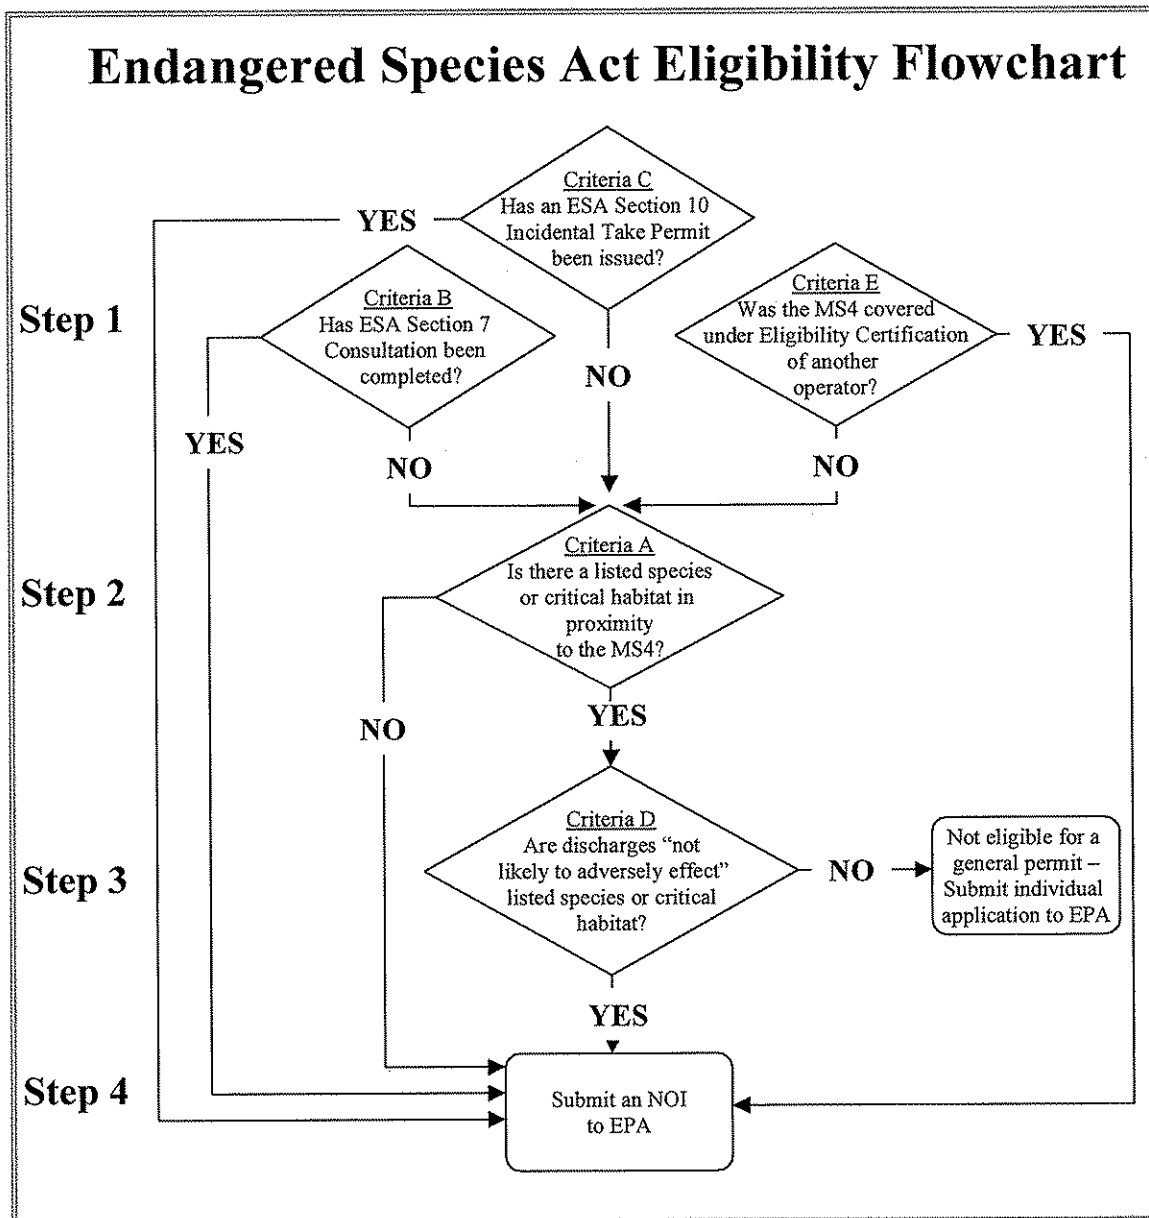 Endangered Species Act Eligibility Flowchart
Criteria C
Has an ESA Section 10
Incidental Take Permit
been issued?
YES
Step 1
Criteria B
Has ESA Section 7
Consultation been
completed?
Criteria E
Was the MS4 covered
under Eligibility Certification
of another
operator?
YES
NO
YES
NO
NO
Step 2
Criteria A
Is there a listed species
or critical habitat in
proximity
to the MS4?
NO
YES
Step 3
Criteria D
Are discharges “not
likely to adversely effect”
listed species or critical
habitat?
NO
Not eligible for a
general permit –
Submit individual
application to EPA
YES
Step 4
Submit an NOI
to EPA